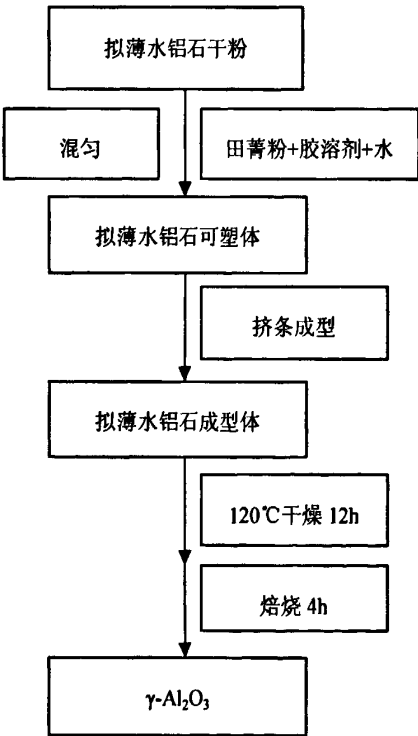 拟薄水铝石干粉
混匀
田菁粉+胶溶剂+水
拟薄水铝石可塑体
挤条成型
拟薄水铝石成型体
120℃干燥 12h
焙烧 4h
γ-Al₂O₃